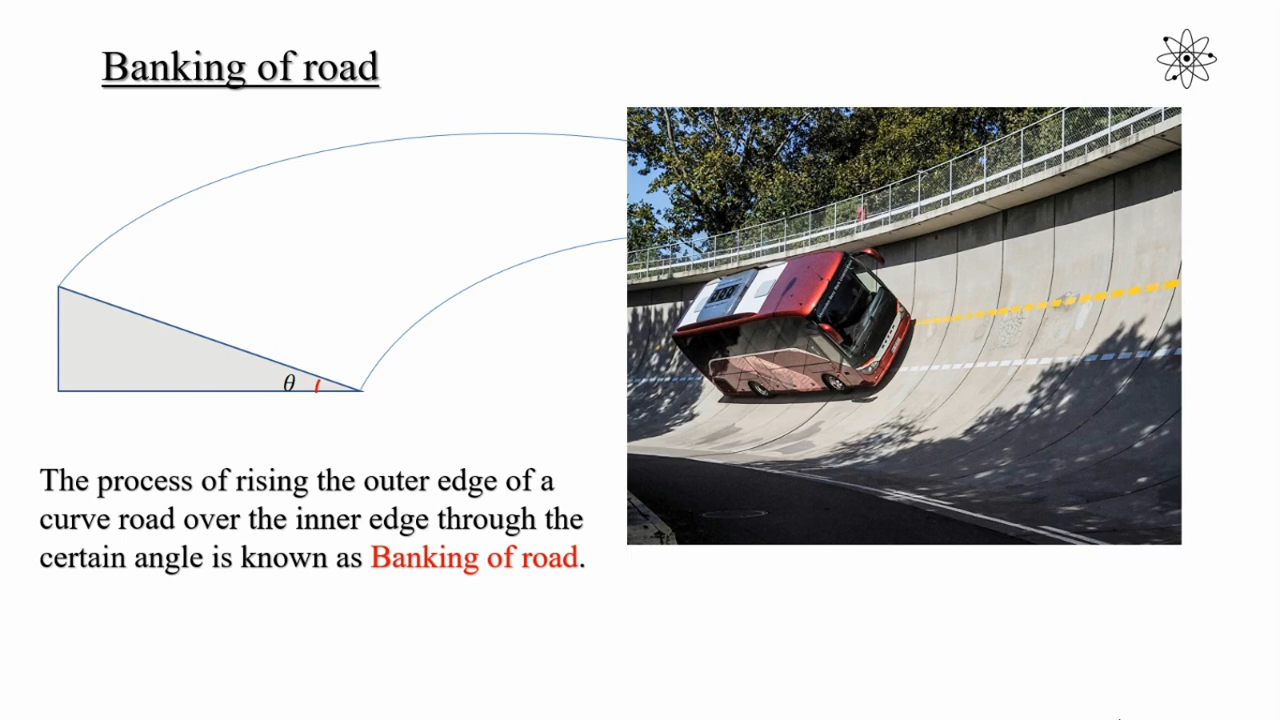 Banking of road
θ
The process of rising the outer edge of a
curve road over the inner edge through the
certain angle is known as Banking of road.